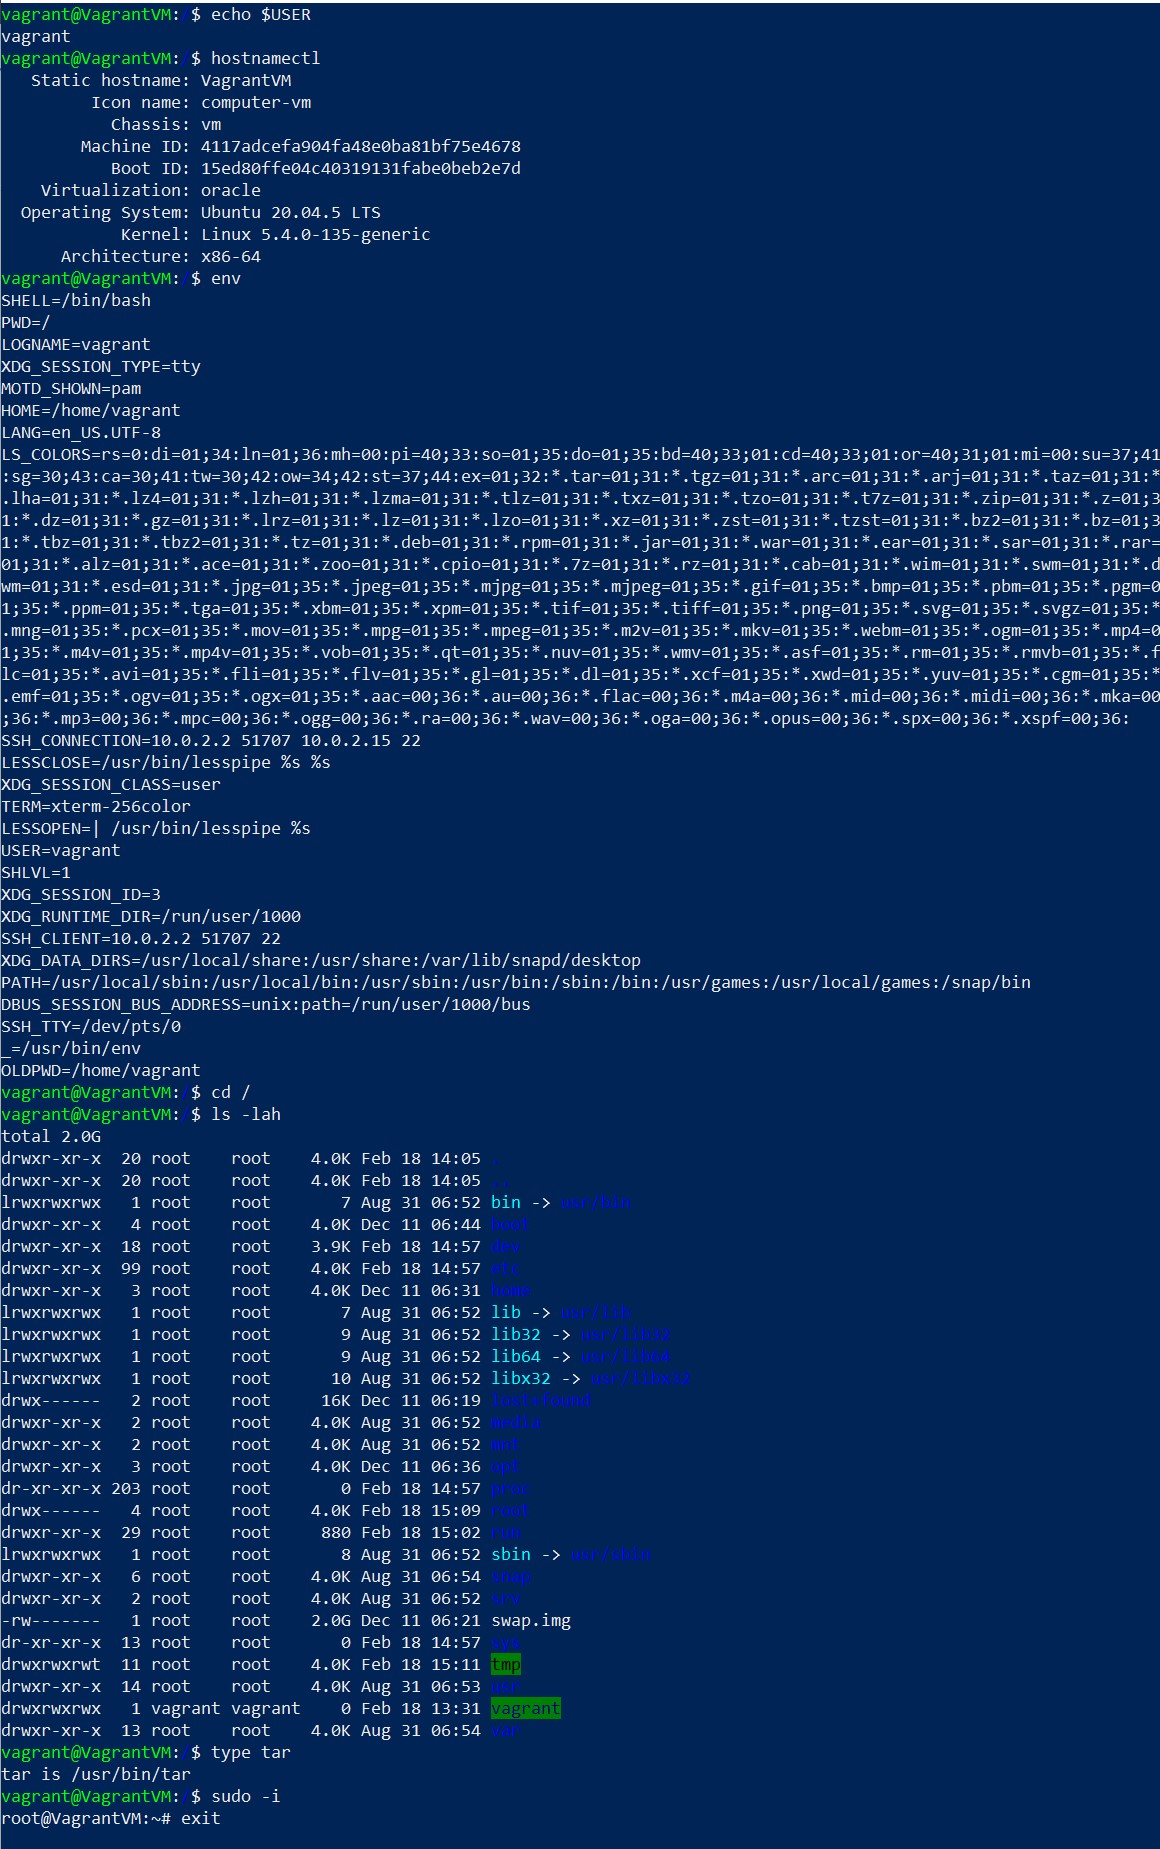 vagrant@VagrantVM:/$ echo $USER
vagrant
vagrant@VagrantVM:/$ hostnamectl
   Static hostname: VagrantVM
         Icon name: computer-vm
           Chassis: vm
        Machine ID: 4117adcefa904fa48e0ba81bf75e4678
           Boot ID: 15ed80ffe04c40319131fabe0beb2e7d
    Virtualization: oracle
  Operating System: Ubuntu 20.04.5 LTS
            Kernel: Linux 5.4.0-135-generic
      Architecture: x86-64
vagrant@VagrantVM:/$ env
SHELL=/bin/bash
PWD=/
LOGNAME=vagrant
XDG_SESSION_TYPE=tty
MOTD_SHOWN=pam
HOME=/home/vagrant
LANG=en_US.UTF-8
LS_COLORS=rs=0:di=01;34:ln=01;36:mh=00:pi=40;33:so=01;35:do=01;35:bd=40;33;01:cd=40;33;01:or=40;31;01:mi=00:su=37;41
:sg=30;43:ca=30;41:tw=30;42:ow=34;42:st=37;44:ex=01;32:*.tar=01;31:*.tgz=01;31:*.arc=01;31:*.arj=01;31:*.taz=01;31:*
.lha=01;31:*.lz4=01;31:*.lzh=01;31:*.lzma=01;31:*.tlz=01;31:*.txz=01;31:*.tzo=01;31:*.t7z=01;31:*.zip=01;31:*.z=01;3
1:*.dz=01;31:*.gz=01;31:*.lrz=01;31:*.lz=01;31:*.lzo=01;31:*.xz=01;31:*.zst=01;31:*.tzst=01;31:*.bz2=01;31:*.bz=01;3
1:*.tbz=01;31:*.tbz2=01;31:*.tz=01;31:*.deb=01;31:*.rpm=01;31:*.jar=01;31:*.war=01;31:*.ear=01;31:*.sar=01;31:*.rar=
01;31:*.alz=01;31:*.ace=01;31:*.zoo=01;31:*.cpio=01;31:*.7z=01;31:*.rz=01;31:*.cab=01;31:*.wim=01;31:*.swm=01;31:*.d
wm=01;31:*.esd=01;31:*.jpg=01;35:*.jpeg=01;35:*.mjpg=01;35:*.mjpeg=01;35:*.gif=01;35:*.bmp=01;35:*.pbm=01;35:*.pgm=0
1;35:*.ppm=01;35:*.tga=01;35:*.xbm=01;35:*.xpm=01;35:*.tif=01;35:*.tiff=01;35:*.png=01;35:*.svg=01;35:*.svgz=01;35:*
.mng=01;35:*.pcx=01;35:*.mov=01;35:*.mpg=01;35:*.mpeg=01;35:*.m2v=01;35:*.mkv=01;35:*.webm=01;35:*.ogm=01;35:*.mp4=0
1;35:*.m4v=01;35:*.mp4v=01;35:*.vob=01;35:*.qt=01;35:*.nuv=01;35:*.wmv=01;35:*.asf=01;35:*.rm=01;35:*.rmvb=01;35:*.f
lc=01;35:*.avi=01;35:*.fli=01;35:*.flv=01;35:*.gl=01;35:*.dl=01;35:*.xcf=01;35:*.xwd=01;35:*.yuv=01;35:*.cgm=01;35:*
.emf=01;35:*.ogv=01;35:*.ogx=01;35:*.aac=00;36:*.au=00;36:*.flac=00;36:*.m4a=00;36:*.mid=00;36:*.midi=00;36:*.mka=00
;36:*.mp3=00;36:*.mpc=00;36:*.ogg=00;36:*.ra=00;36:*.wav=00;36:*.oga=00;36:*.opus=00;36:*.spx=00;36:*.xspf=00;36:
SSH_CONNECTION=10.0.2.2 51707 10.0.2.15 22
LESSCLOSE=/usr/bin/lesspipe %s %s
XDG_SESSION_CLASS=user
TERM=xterm-256color
LESSOPEN=| /usr/bin/lesspipe %s
USER=vagrant
SHLVL=1
XDG_SESSION_ID=3
XDG_RUNTIME_DIR=/run/user/1000
SSH_CLIENT=10.0.2.2 51707 22
XDG_DATA_DIRS=/usr/local/share:/usr/share:/var/lib/snapd/desktop
PATH=/usr/local/sbin:/usr/local/bin:/usr/sbin:/usr/bin:/sbin:/bin:/usr/games:/usr/local/games:/snap/bin
DBUS_SESSION_BUS_ADDRESS=unix:path=/run/user/1000/bus
SSH_TTY=/dev/pts/0
_=/usr/bin/env
OLDPWD=/home/vagrant
vagrant@VagrantVM:/$ cd /
vagrant@VagrantVM:/$ ls -lah
total 2.0G
drwxr-xr-x  20 root    root    4.0K Feb 18 14:05 .
drwxr-xr-x  20 root    root    4.0K Feb 18 14:05 ..
lrwxrwxrwx   1 root    root       7 Aug 31 06:52 bin -> usr/bin
drwxr-xr-x   4 root    root    4.0K Dec 11 06:44 boot
drwxr-xr-x  18 root    root    3.9K Feb 18 14:57 dev
drwxr-xr-x  99 root    root    4.0K Feb 18 14:57 etc
drwxr-xr-x   3 root    root    4.0K Dec 11 06:31 home
lrwxrwxrwx   1 root    root       7 Aug 31 06:52 lib -> usr/lib
lrwxrwxrwx   1 root    root       9 Aug 31 06:52 lib32 -> usr/lib32
lrwxrwxrwx   1 root    root       9 Aug 31 06:52 lib64 -> usr/lib64
lrwxrwxrwx   1 root    root      10 Aug 31 06:52 libx32 -> usr/libx32
drwx------   2 root    root     16K Dec 11 06:19 lost+found
drwxr-xr-x   2 root    root    4.0K Aug 31 06:52 media
drwxr-xr-x   2 root    root    4.0K Aug 31 06:52 mnt
drwxr-xr-x   3 root    root    4.0K Dec 11 06:36 opt
dr-xr-xr-x 203 root    root       0 Feb 18 14:57 proc
drwx------   4 root    root    4.0K Feb 18 15:09 root
drwxr-xr-x  29 root    root     880 Feb 18 15:02 run
lrwxrwxrwx   1 root    root       8 Aug 31 06:52 sbin -> usr/sbin
drwxr-xr-x   6 root    root    4.0K Aug 31 06:54 snap
drwxr-xr-x   2 root    root    4.0K Aug 31 06:52 srv
-rw-------   1 root    root    2.0G Dec 11 06:21 swap.img
dr-xr-xr-x  13 root    root       0 Feb 18 14:57 sys
drwxrwxrwt  11 root    root    4.0K Feb 18 15:11 tmp
drwxr-xr-x  14 root    root    4.0K Aug 31 06:53 usr
drwxrwxrwx   1 vagrant vagrant    0 Feb 18 13:31 vagrant
drwxr-xr-x  13 root    root    4.0K Aug 31 06:54 var
vagrant@VagrantVM:/$ type tar
tar is /usr/bin/tar
vagrant@VagrantVM:/$ sudo -i
root@VagrantVM:~# exit